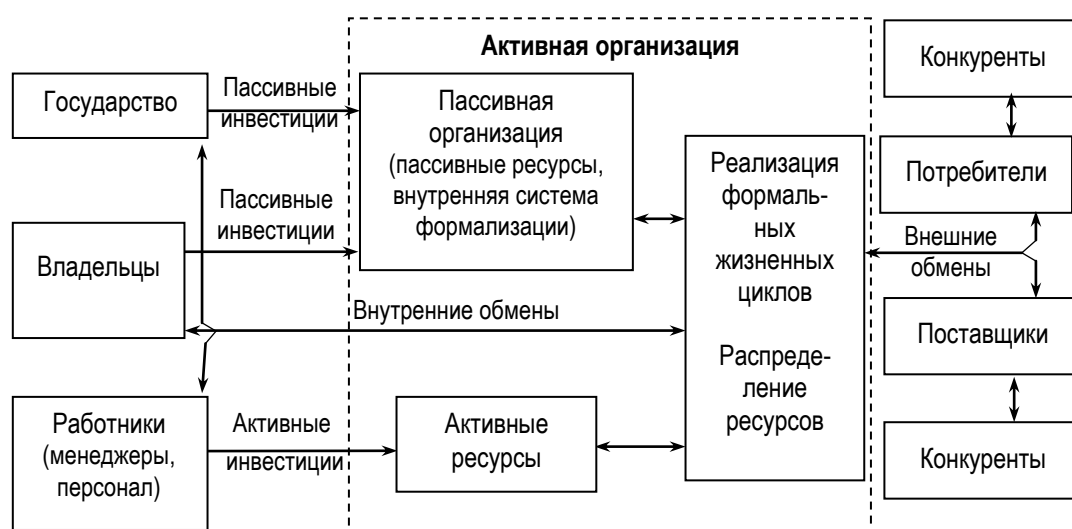 Активная организация
Государство
Пассивные
инвестиции
Пассивная
организация
(пассивные ресурсы,
внутренняя система
формализации)
Владельцы
Пассивные
инвестиции
Внутренние обмены
Работники
(менеджеры,
персонал)
Активные
инвестиции
Активные
ресурсы
Реализация
формаль-
ных
жизненных
циклов
Распреде-
ление
ресурсов
Внешние
обмены
Конкуренты
Потребители
Поставщики
Конкуренты